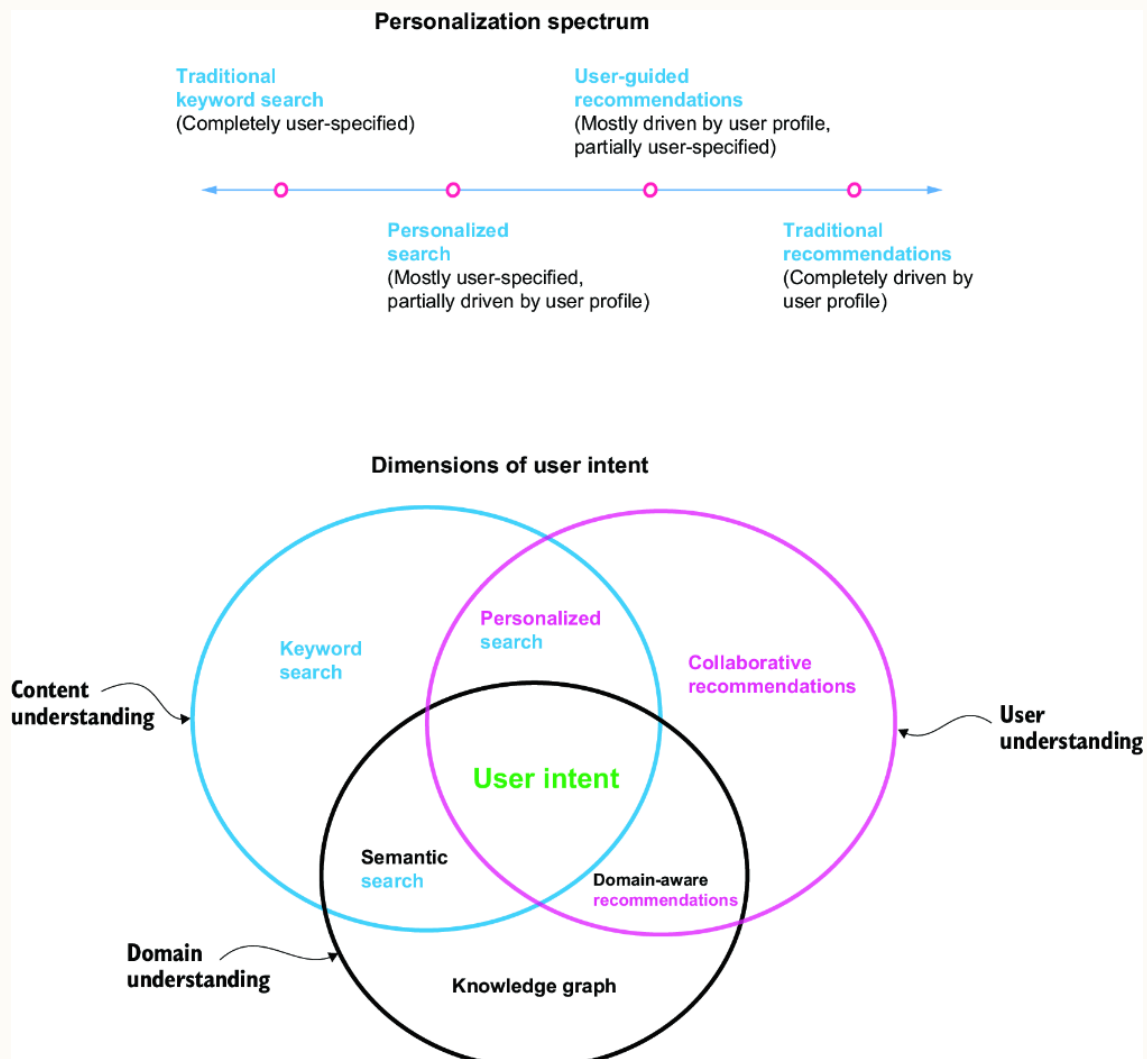 Personalization spectrum
Traditional
keyword search
(Completely user-specified)
User-guided
recommendations
(Mostly driven by user profile,
partially user-specified)
Personalized
search
(Mostly user-specified,
partially driven by user profile)
Traditional
recommendations
(Completely driven by
user profile)
Dimensions of user intent
Personalized
search
Keyword
search
Collaborative
recommendations
Content
understanding
User
understanding
User intent
Semantic
search
Domain-aware
recommendations
Domain
understanding
Knowledge graph